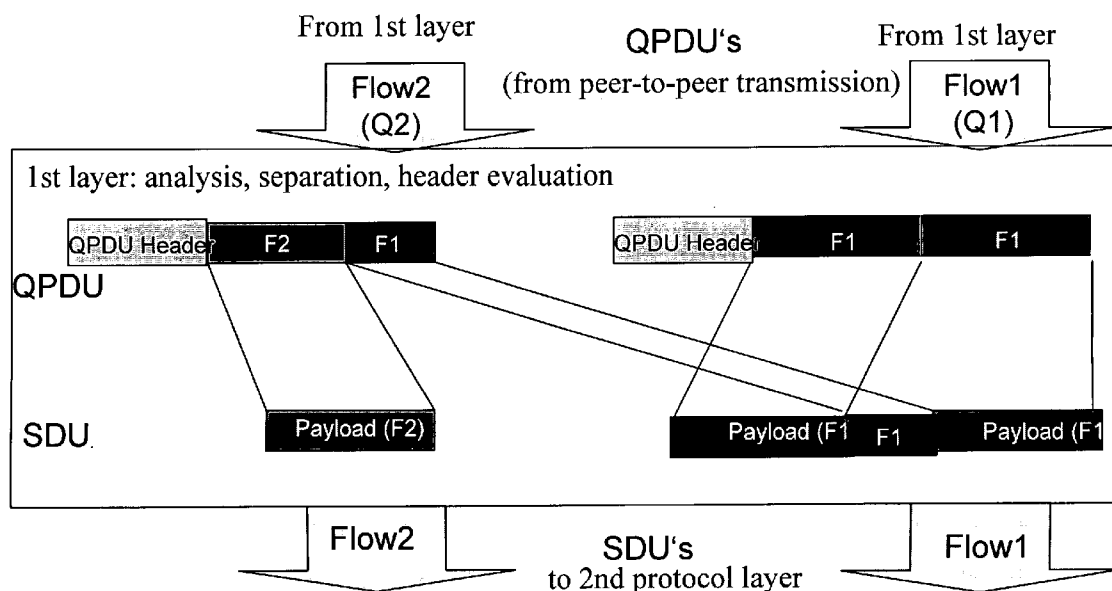 From 1st layer
QPDU's
From 1st layer
(from peer-to-peer transmission)
Flow2
(Q2)
Flow1
(Q1)
1st layer: analysis, separation, header evaluation
QPDU Header
F2
F1
QPDU Header
F1
F1
QPDU
SDU.
Payload (F2)
Payload (F1
F1
Payload (F1
Flow2
SDU's
to 2nd protocol layer
Flow1